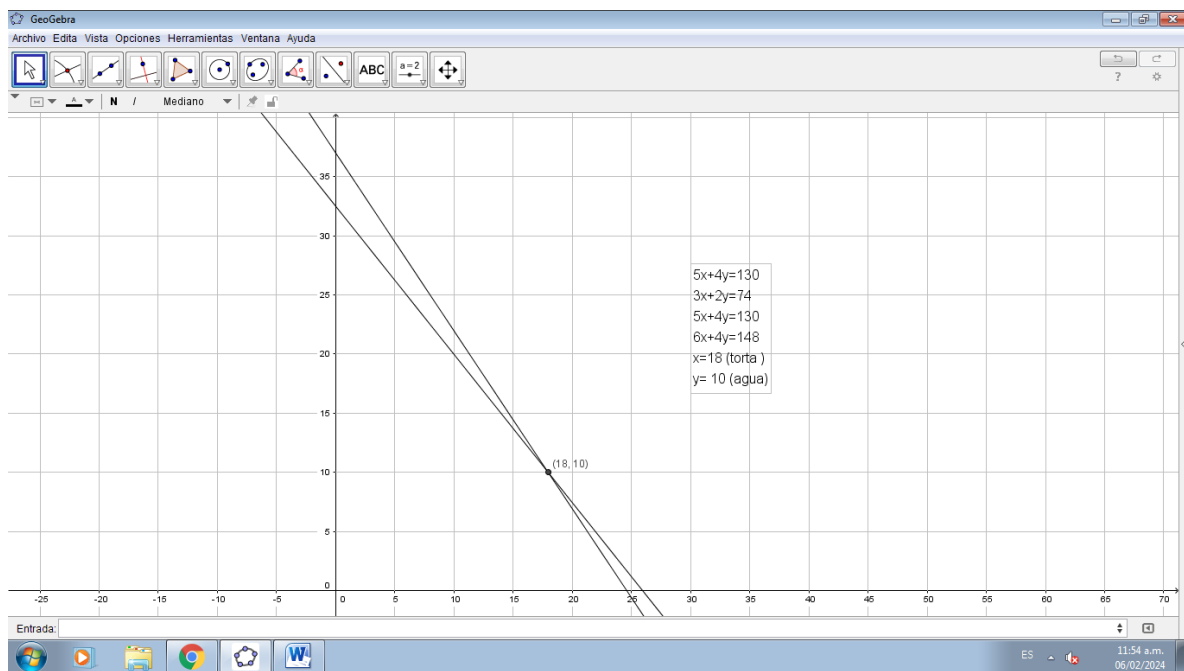 GeoGebra
Archivo Edita Vista Opciones Herramientas Ventana Ayuda
ABC
a=2
?
A N I Mediano
35
30
25
20
15
10
5
0
5x+4y=130
3x+2y=74
5x+4y=130
6x+4y=148
x=18 (torta )
y= 10 (agua)
(18, 10)
-25 -20 -15 -10 -5 0 5 10 15 20 25 30 35 40 45 50 55 60 65 70
Entrada:
W
ES
11:54 a.m.
06/02/2024